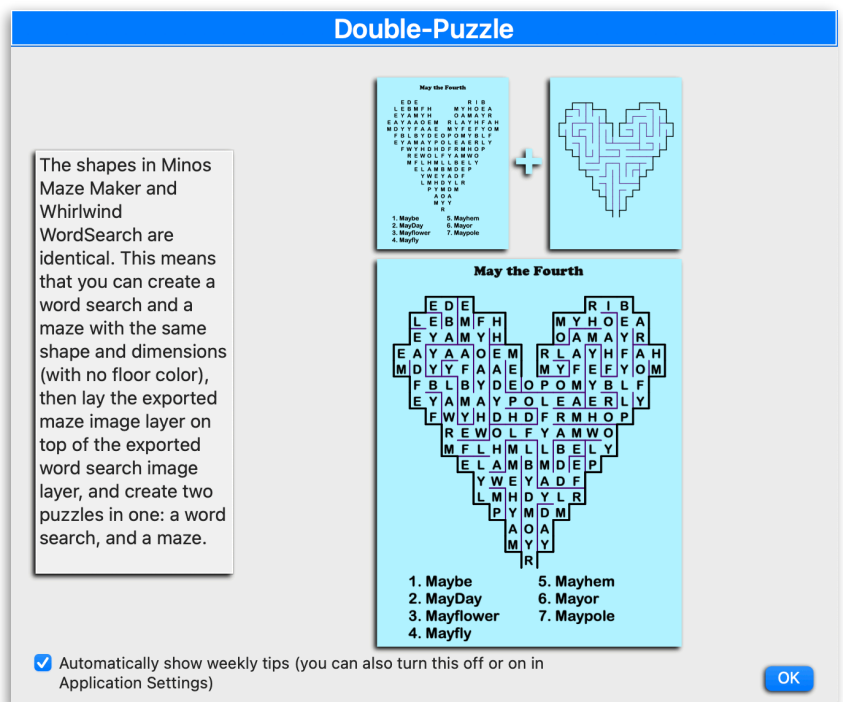 Double-Puzzle
The shapes in Minos
Maze Maker and
Whirlwind
WordSearch are
identical. This means
that you can create a
word search and a
maze with the same
shape and dimensions
(with no floor color),
then lay the exported
maze image layer on
top of the exported
word search image
layer, and create two
puzzles in one: a word
search, and a maze.
May the Fourth
E D E R I B
L E B M F H M Y H O E A
E Y A M Y H O A M A Y R
E A Y A A O E M R L A Y H F A H
M D Y Y F A A E M Y F E F Y O M
F B L B Y D E O P O M Y B L F
E Y A M A Y P O L E A E R L Y
F W Y H D H D F R M H O P
R E W O L F Y A M W O
M F L H M L L B E L Y
E L A M B M D E P
Y W E Y A D F
L M H D Y L R
P Y M D M
A O A
M Y Y
R
1. Maybe 5. Mayhem
2. MayDay 6. Mayor
3. Mayflower 7. Maypole
4. Mayfly
+
May the Fourth
E D E R I B
L E B M F H M Y H O E A
E Y A M Y H O A M A Y R
E A Y A A O E M R L A Y H F A H
M D Y Y F A A E M Y F E F Y O M
F B L B Y D E O P O M Y B L F
E Y A M A Y P O L E A E R L Y
F W Y H D H D F R M H O P
R E W O L F Y A M W O
M F L H M L L B E L Y
E L A M B M D E P
Y W E Y A D F
L M H D Y L R
P Y M D M
A O A
M Y Y
R
1. Maybe 5. Mayhem
2. MayDay 6. Mayor
3. Mayflower 7. Maypole
4. Mayfly
Automatically show weekly tips (you can also turn this off or on in
Application Settings)
OK